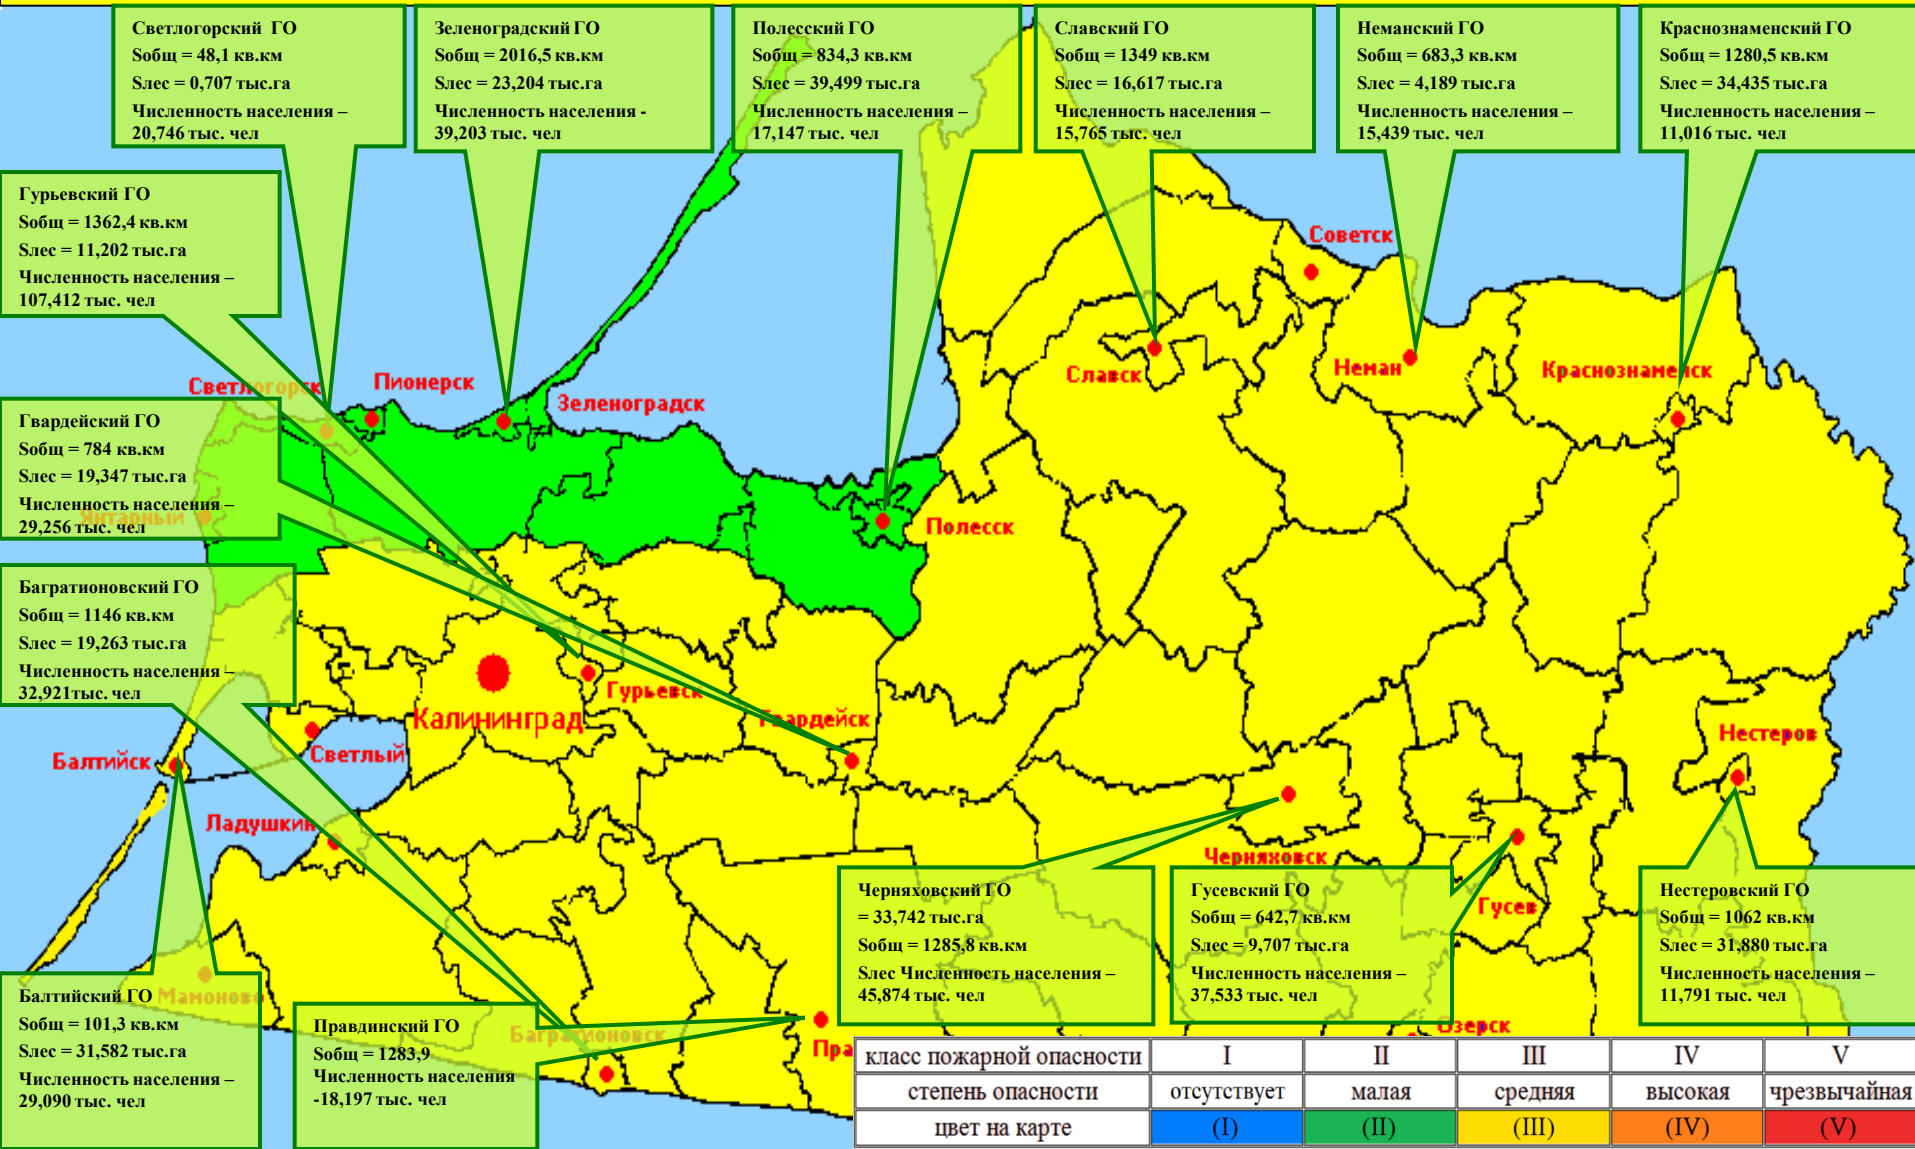 Светлогорский ГО
Sобщ = 48,1 кв.км
Sлес = 0,707 тыс.га
Численность населения –
20,746 тыс. чел
Зеленоградский ГО
Sобщ = 2016,5 кв.км
Sлес = 23,204 тыс.га
Численность населения -
39,203 тыс. чел
Полесский ГО
Sобщ = 834,3 кв.км
Sлес = 39,499 тыс.га
Численность населения –
17,147 тыс. чел
Славский ГО
Sобщ = 1349 кв.км
Sлес = 16,617 тыс.га
Численность населения –
15,765 тыс. чел
Неманский ГО
Sобщ = 683,3 кв.км
Sлес = 4,189 тыс.га
Численность населения –
15,439 тыс. чел
Краснознаменский ГО
Sобщ = 1280,5 кв.км
Sлес = 34,435 тыс.га
Численность населения –
11,016 тыс. чел
Гурьевский ГО
Sобщ = 1362,4 кв.км
Sлес = 11,202 тыс.га
Численность населения –
107,412 тыс. чел
Советск
Светлогорск
Пионерск
Зеленоградск
Славск
Неман
Краснознаменск
Гвардейский ГО
Sобщ = 784 кв.км
Sлес = 19,347 тыс.га
Численность населения –
29,256 тыс. чел
Янтарный
Полесск
Багратионовский ГО
Sобщ = 1146 кв.км
Sлес = 19,263 тыс.га
Численность населения –
32,921тыс. чел
Гурьевск
Калининград
Гвардейск
Нестеров
Балтийск
Светлый
Ладушкин
Черняховск
Гусев
Черняховский ГО
= 33,742 тыс.га
Sобщ = 1285,8 кв.км
Sлес Численность населения –
45,874 тыс. чел
Гусевский ГО
Sобщ = 642,7 кв.км
Sлес = 9,707 тыс.га
Численность населения –
37,533 тыс. чел
Нестеровский ГО
Sобщ = 1062 кв.км
Sлес = 31,880 тыс.га
Численность населения –
11,791 тыс. чел
Балтийский ГО
Sобщ = 101,3 кв.км
Sлес = 31,582 тыс.га
Численность населения –
29,090 тыс. чел
Мамоново
Правдинский ГО
Sобщ = 1283,9
Численность населения
-18,197 тыс. чел
Багратионовск
Пра
Озерск
класс пожарной опасности I II III IV V
степень опасности отсутствует малая средняя высокая чрезвычайная
цвет на карте (I) (II) (III) (IV) (V)